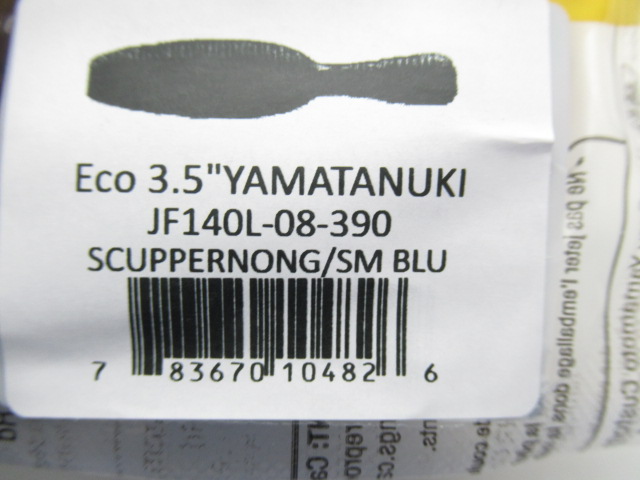 Eco 3.5"YAMATANUKI
JF140L-08-390
SCUPPERNONG/SM BLU
7 83670 10482 6
Ne pas jeter l'emballage dans